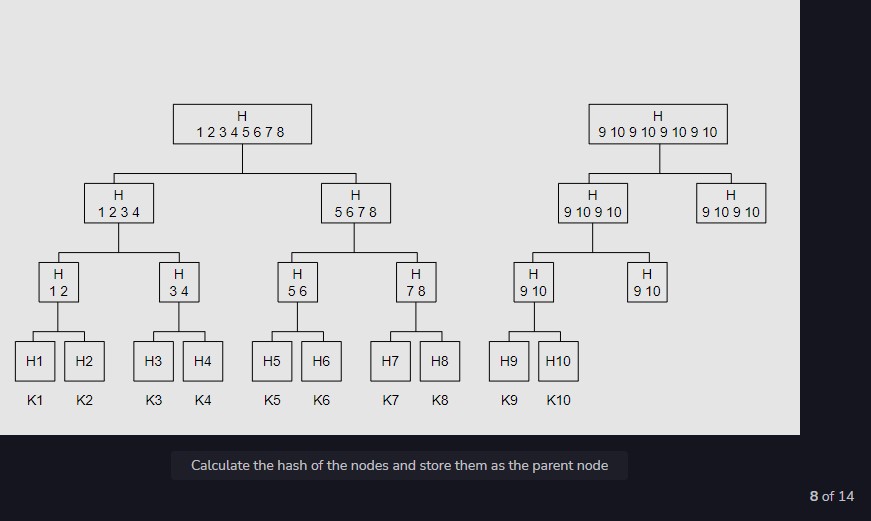 H
1 2 3 4 5 6 7 8
H
9 10 9 10 9 10 9 10
H
1 2 3 4
H
5 6 7 8
H
9 10 9 10
H
9 10 9 10
H
1 2
H
3 4
H
5 6
H
7 8
H
9 10
H
9 10
H1 H2 H3 H4 H5 H6 H7 H8 H9 H10
K1 K2 K3 K4 K5 K6 K7 K8 K9 K10
Calculate the hash of the nodes and store them as the parent node
8 of 14